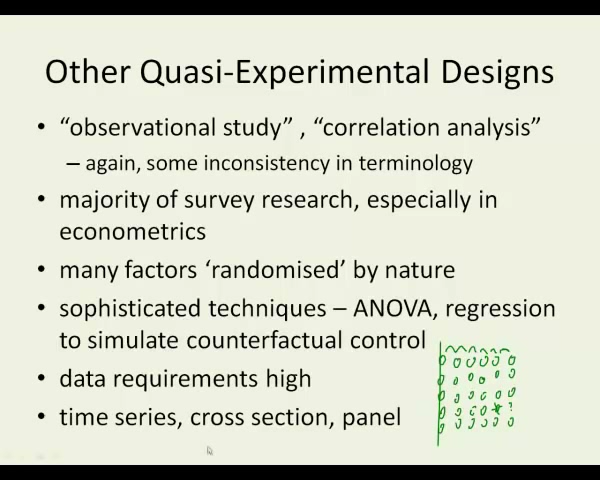 Other Quasi-Experimental Designs
• “observational study” , “correlation analysis”
– again, some inconsistency in terminology
• majority of survey research, especially in
econometrics
• many factors ‘randomised’ by nature
• sophisticated techniques – ANOVA, regression
to simulate counterfactual control
• data requirements high
• time series, cross section, panel